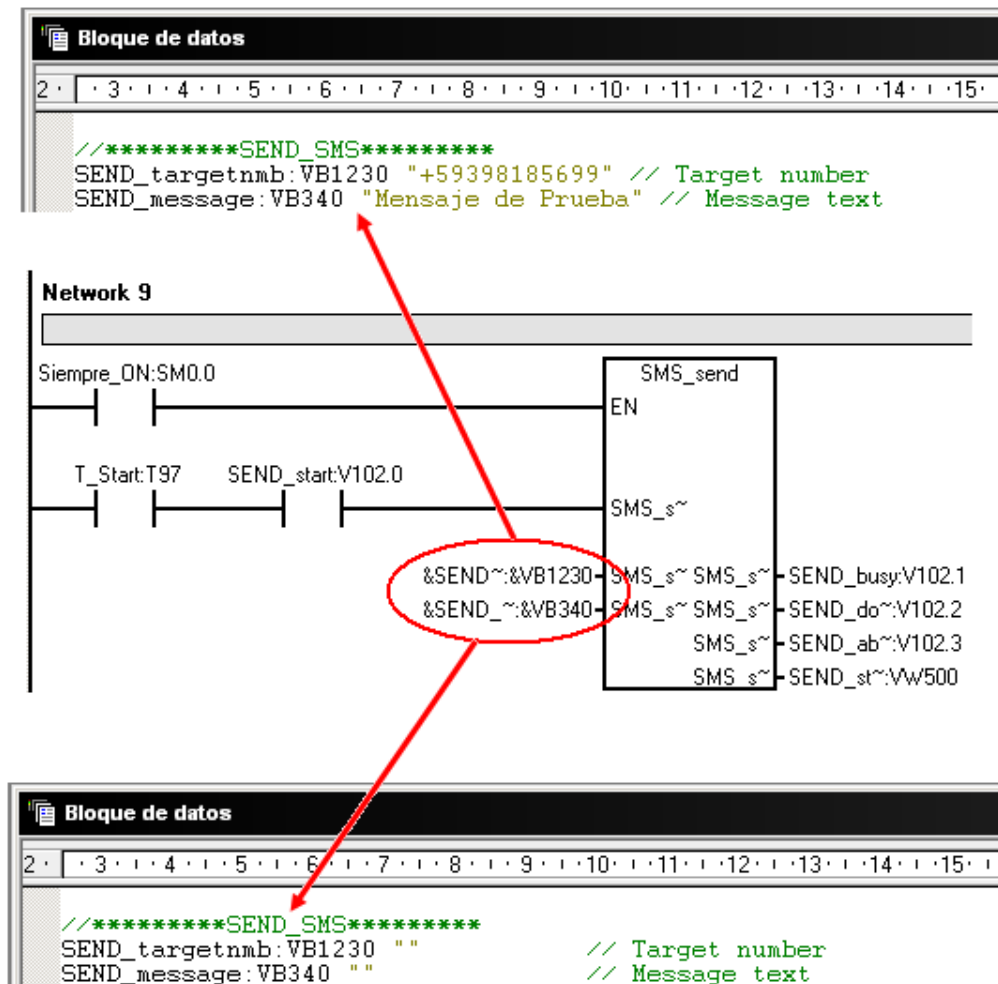 Bloque de datos
2 · · 3 · ı · 4 · ı · 5 · ı · 6 · ı · 7 · ı · 8 · ı · 9 · ı · 10 · ı · 11 · ı · 12 · ı · 13 · ı · 14 · ı · 15 ·
//*********SEND_SMS*********
SEND_targetnmb:VB1230 "+59398185699" // Target number
SEND_message:VB340 "Mensaje de Prueba" // Message text
Network 9
Siempre_ON:SM0.0
SMS_send
EN
T_Start:T97 SEND_start:V102.0
SMS_s~
&SEND~:&VB1230 SMS_s~ SMS_s~ SEND_busy:V102.1
&SEND_~:&VB340 SMS_s~ SMS_s~ SEND_do~:V102.2
SMS_s~ SEND_ab~:V102.3
SMS_s~ SEND_st~:VW500
Bloque de datos
2 · · 3 · ı · 4 · ı · 5 · ı · 6 · ı · 7 · ı · 8 · ı · 9 · ı · 10 · ı · 11 · ı · 12 · ı · 13 · ı · 14 · ı · 15 · ı
//*********SEND_SMS*********
SEND_targetnmb:VB1230 "" // Target number
SEND_message:VB340 "" // Message text